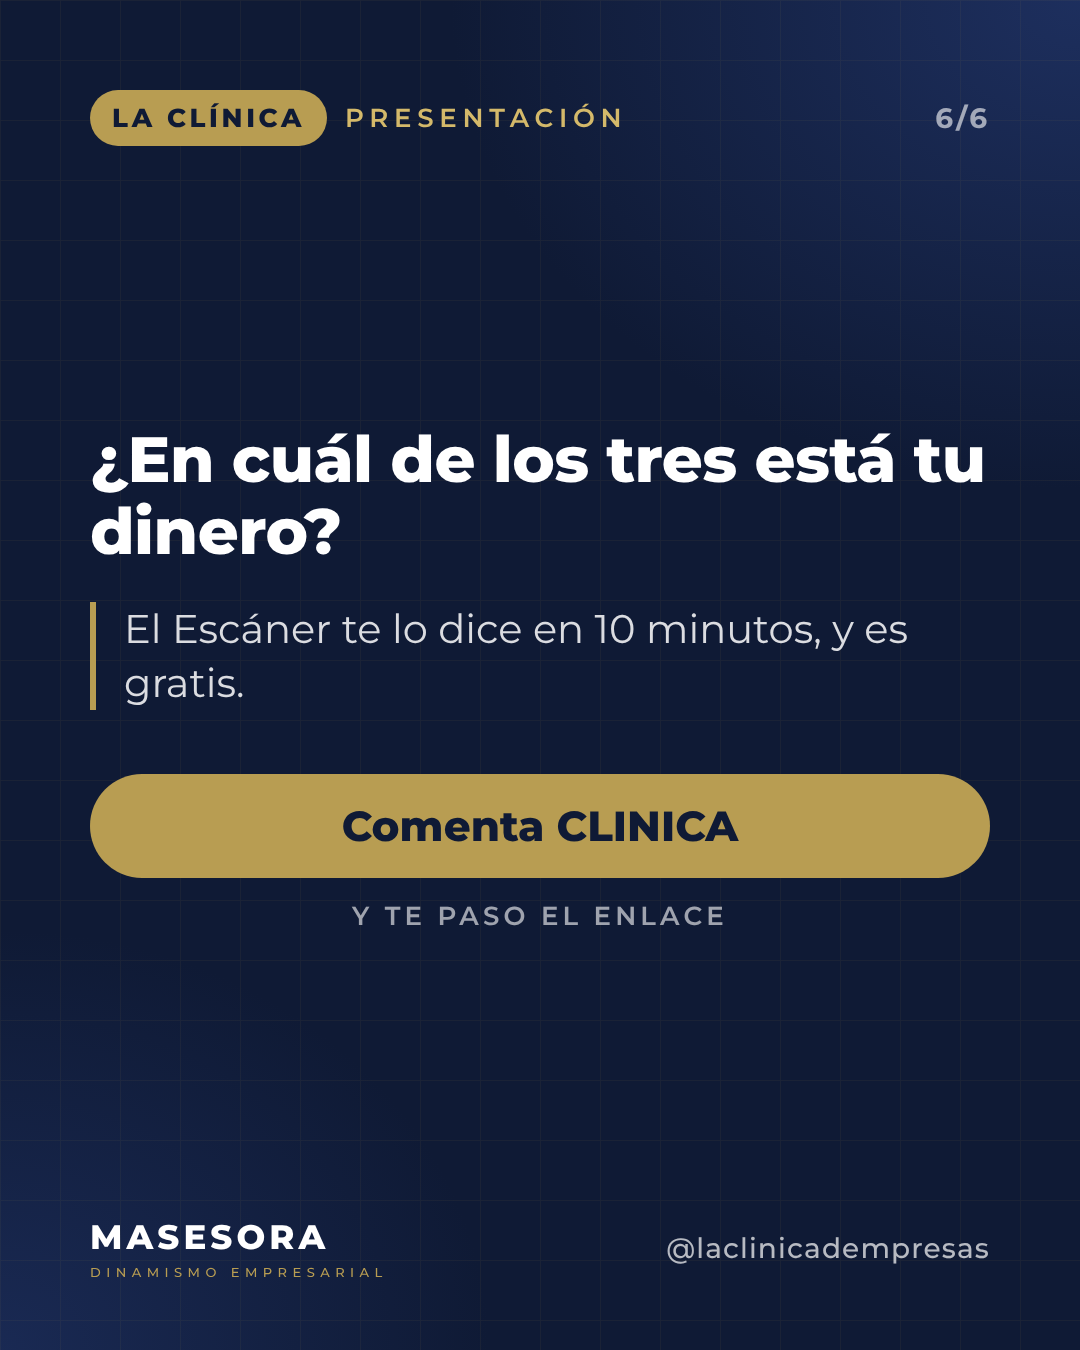 LA CLÍNICA PRESENTACIÓN 6/6
¿En cuál de los tres está tu
dinero?
El Escáner te lo dice en 10 minutos, y es
gratis.
Comenta CLINICA
Y TE PASO EL ENLACE
MASESORA
DINAMISMO EMPRESARIAL
@laclinicadempresas